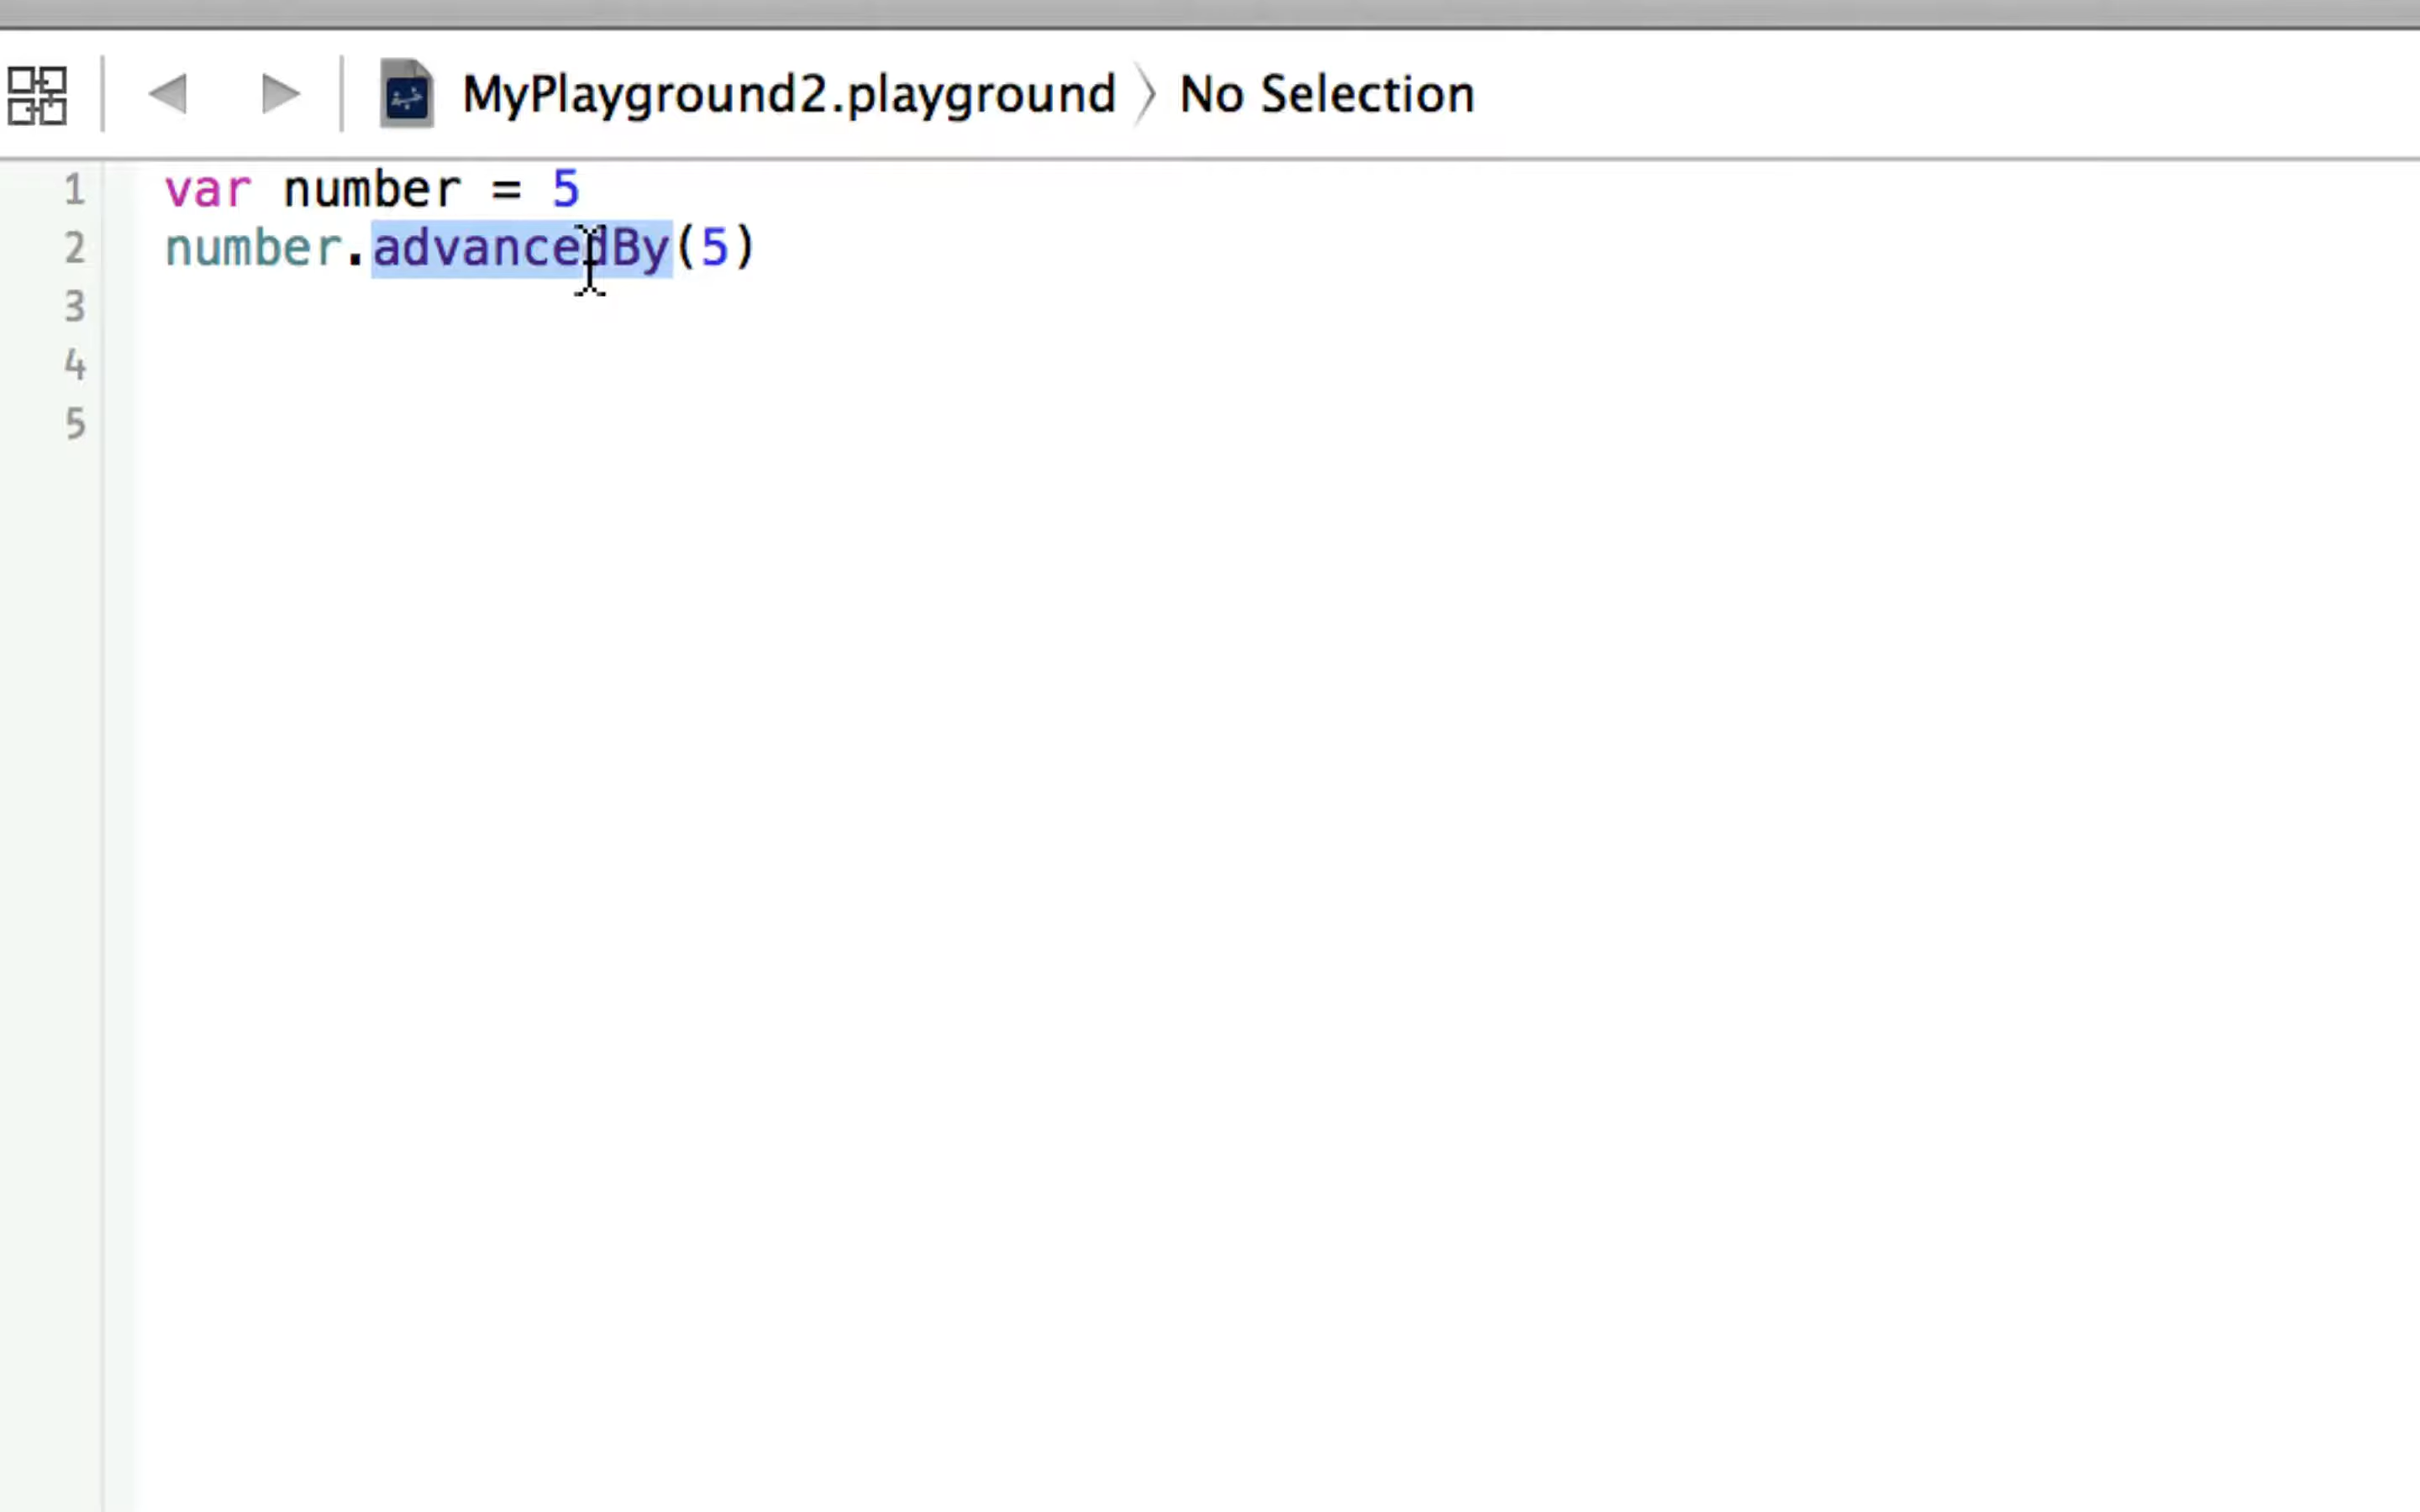 MyPlayground2.playground 〉 No Selection
1 var number = 5
2 number.advancedBy(5)
3
4
5